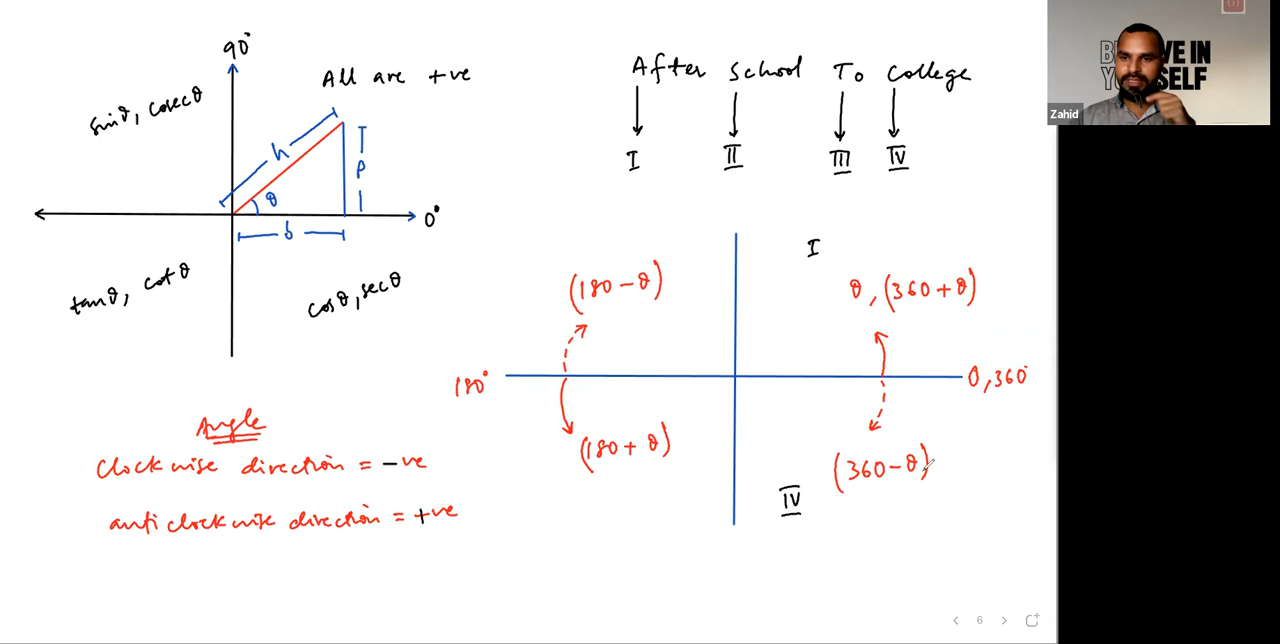 90°
All are +ve
sinθ, cosecθ
h
P
θ
b
0°
tanθ, cotθ
cosθ, secθ
After School To College
I II III IV
I
(180-θ)
θ, (360+θ)
180°
0, 360°
(180+θ)
(360-θ)
IV
Angle
Clockwise direction = -ve
anticlockwise direction = +ve
Zahid
6